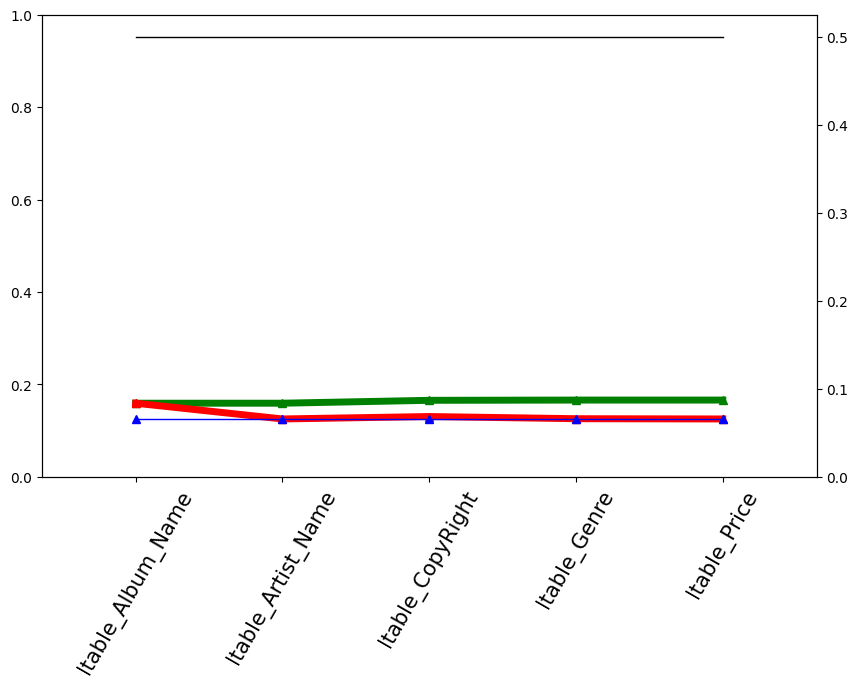 1.0
0.8
0.6
0.4
0.2
0.0
0.5
0.4
0.3
0.2
0.1
0.0
ltable_Album_Name
ltable_Artist_Name
ltable_CopyRight
ltable_Genre
ltable_Price